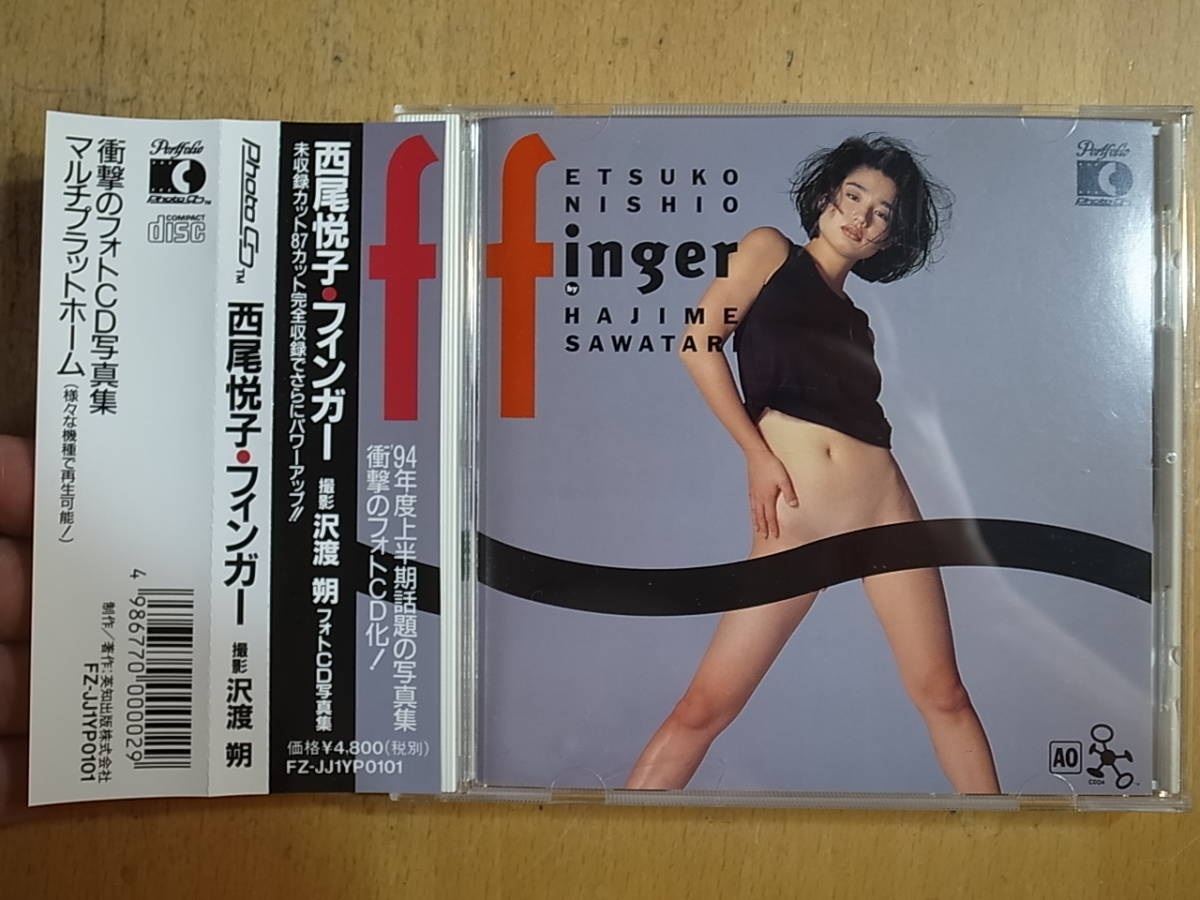 衝撃のフォトCD写真集
マルチプラットホーム(様々な機種で再生可能!)
Portfolio
Photo CD™
COMPACT
disc
4 986770 000029
制作/著作:英知出版株式会社
FZ-JJ1YP0101
Photo CD™
西尾悦子・フィンガー 撮影 沢渡 朔
西尾悦子・フィンガー 撮影 沢渡 朔 フォトCD写真集
未収録カット87カット完全収録でさらにパワーアップ!!
価格¥4,800(税別)
FZ-JJ1YP0101
f
'94年度上半期話題の写真集
衝撃のフォトCD化!
ETSUKO
NISHIO
finger
by
HAJIME
SAWATARI
Portfolio
Photo CD™
AO